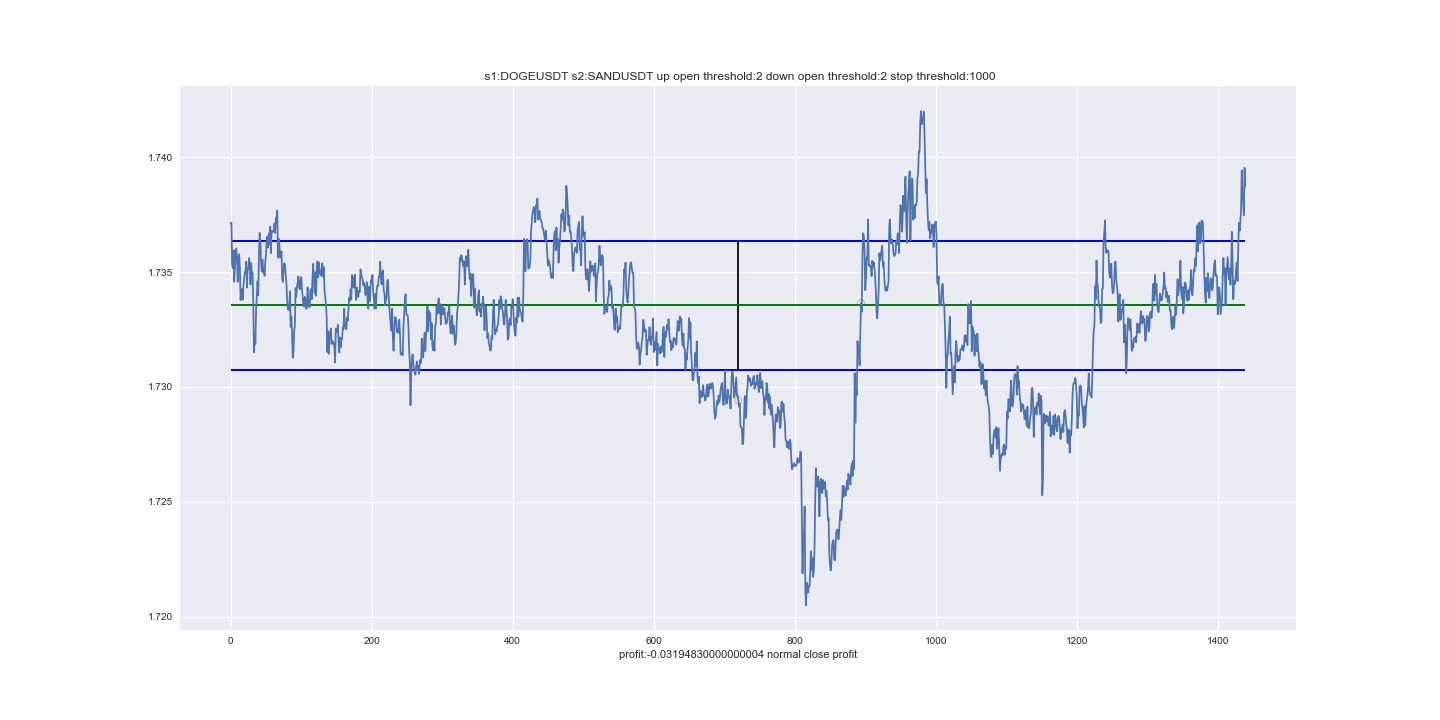 s1:DOGEUSDT s2:SANDUSDT up open threshold:2 down open threshold:2 stop threshold:1000
1.740
1.735
1.730
1.725
1.720
0 200 400 600 800 1000 1200 1400
profit:-0.03194830000000004 normal close profit